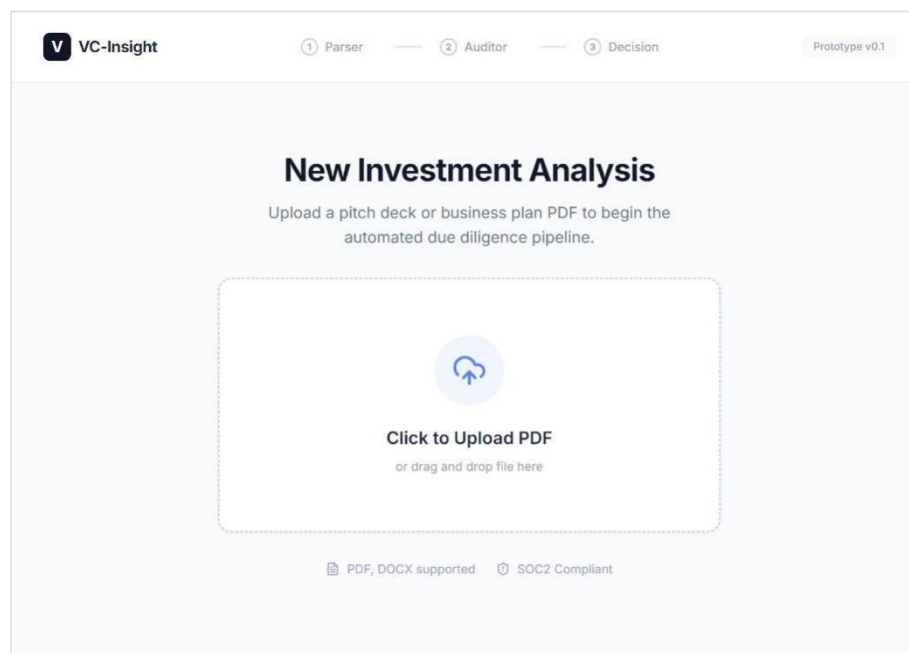 V VC-Insight
1 Parser
2 Auditor
3 Decision
Prototype v0.1
New Investment Analysis
Upload a pitch deck or business plan PDF to begin the
automated due diligence pipeline.
Click to Upload PDF
or drag and drop file here
PDF, DOCX supported
SOC2 Compliant